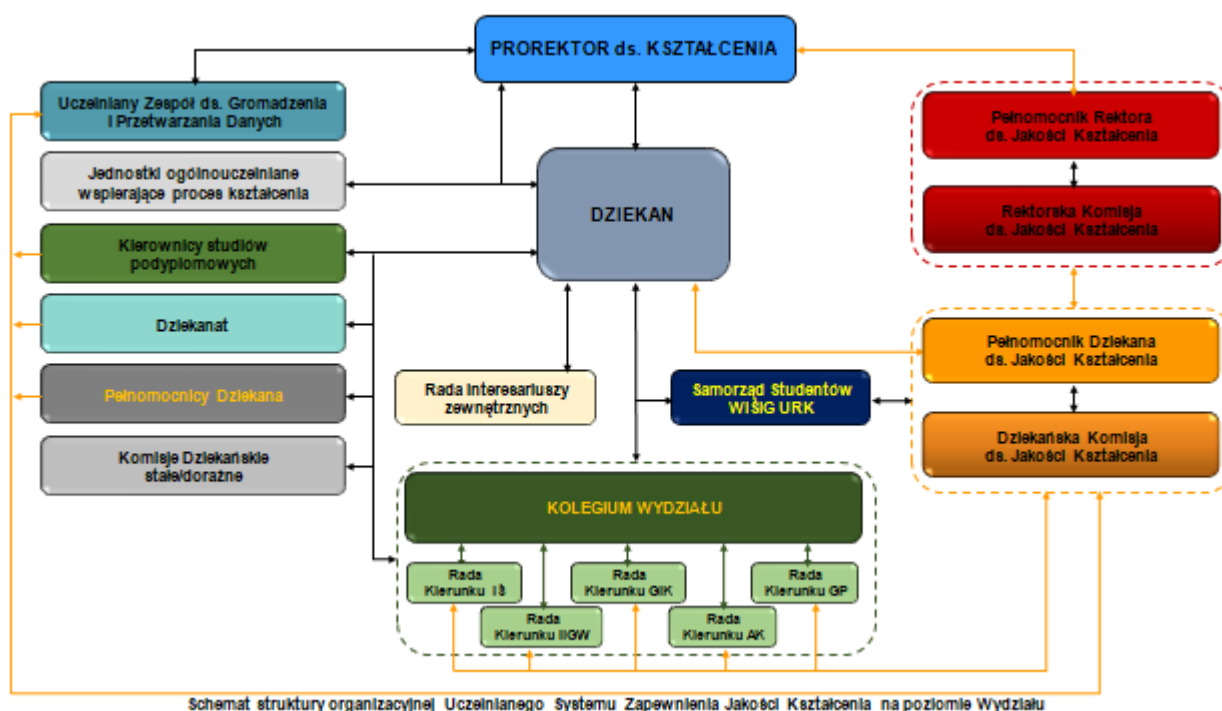 PROREKTOR ds. KSZTAŁCENIA
Uczelniany Zespół ds. Gromadzenia
i Przetwarzania Danych
Jednostki ogólnouczelniane
wspierające proces kształcenia
Kierownicy studiów
podyplomowych
Dziekanat
Pełnomocnicy Dziekana
Komisje Dziekańskie
stałe/doraźne
DZIEKAN
Rada Interesariuszy
zewnętrznych
Samorząd Studentów
WIŚIG URK
Pełnomocnik Rektora
ds. Jakości Kształcenia
Rektorska Komisja
ds. Jakości Kształcenia
Pełnomocnik Dziekana
ds. Jakości Kształcenia
Dziekańska Komisja
ds. Jakości Kształcenia
KOLEGIUM WYDZIAŁU
Rada
Kierunku IŚ
Rada
Kierunku IIGW
Rada
Kierunku GIK
Rada
Kierunku AK
Rada
Kierunku GP
Schemat struktury organizacyjnej Uczelnianego Systemu Zapewnienia Jakości Kształcenia na poziomie Wydziału